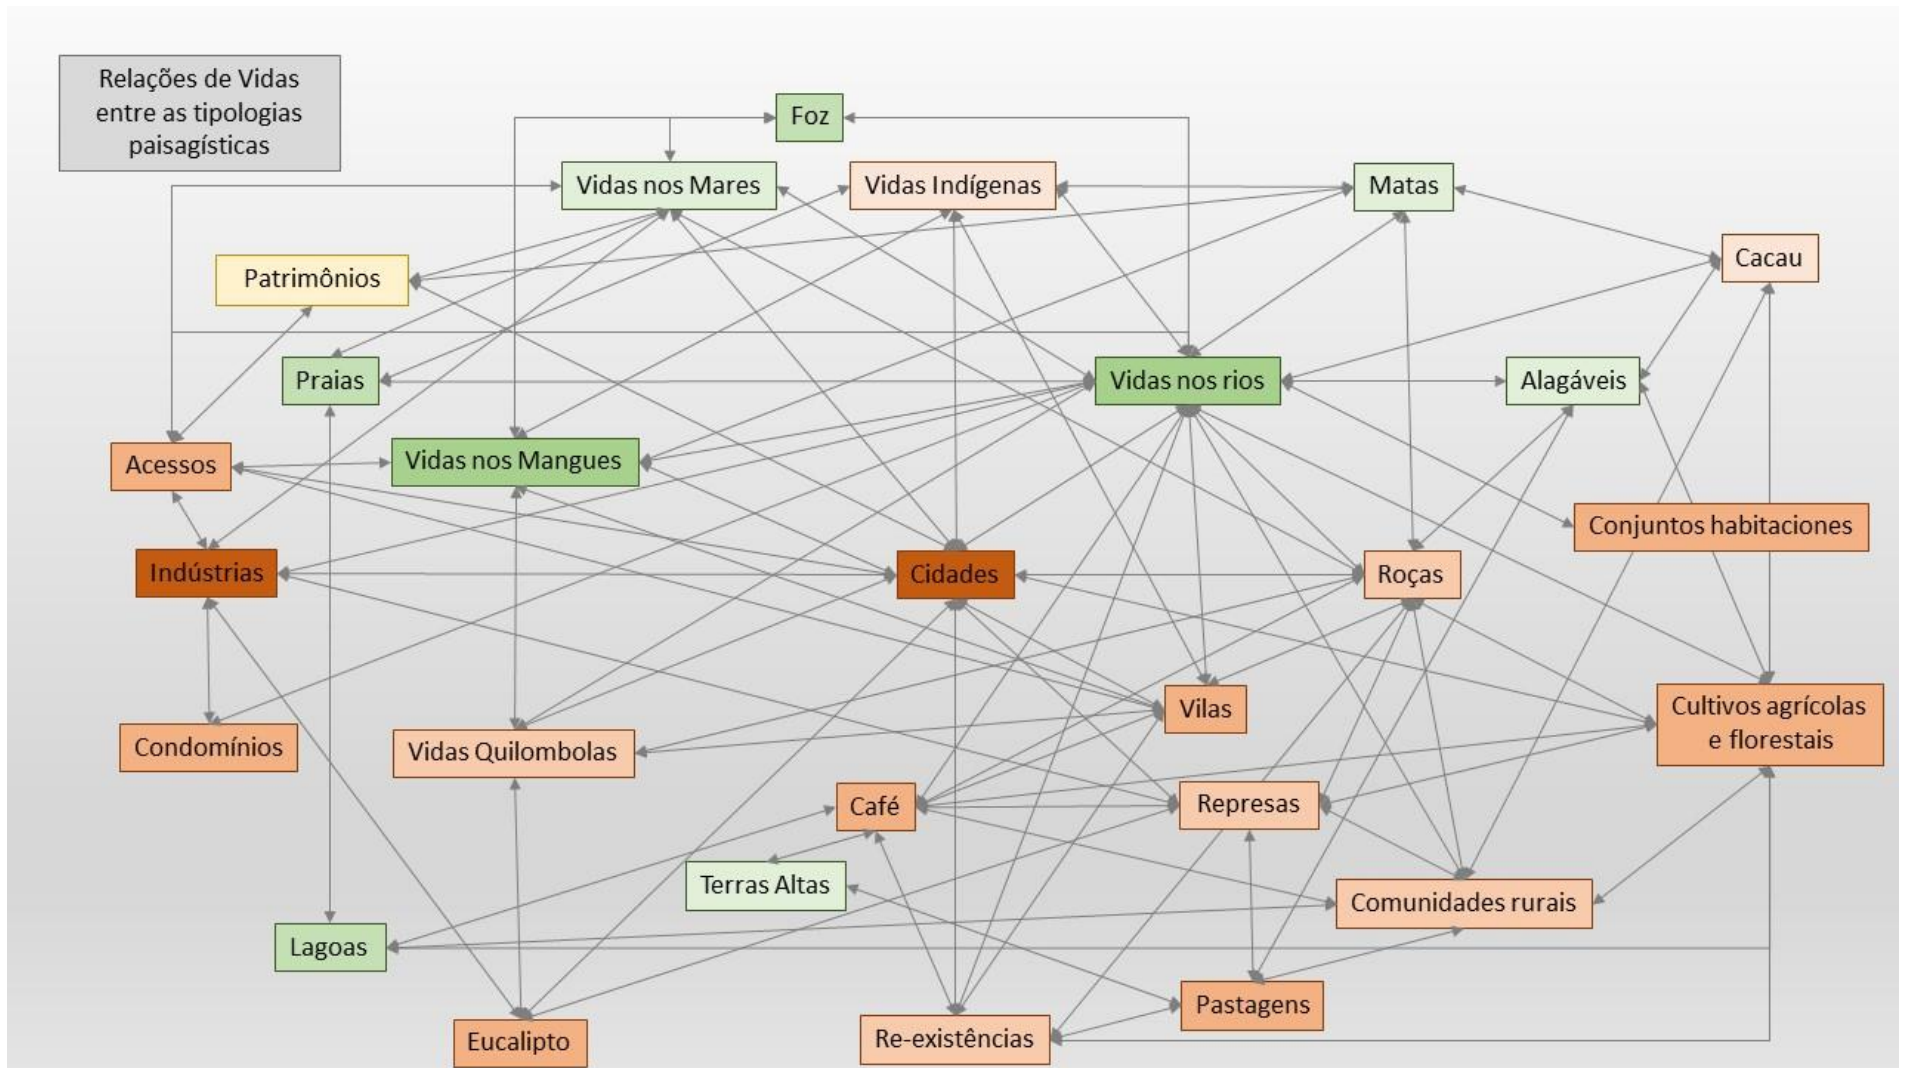 Relações de Vidas
entre as tipologias
paisagísticas
Foz
Vidas nos Mares
Vidas Indígenas
Matas
Cacau
Patrimônios
Praias
Vidas nos rios
Alagáveis
Acessos
Vidas nos Mangues
Conjuntos habitaciones
Indústrias
Cidades
Roças
Vilas
Cultivos agrícolas
e florestais
Condomínios
Vidas Quilombolas
Café
Represas
Terras Altas
Comunidades rurais
Lagoas
Pastagens
Re-existências
Eucalipto